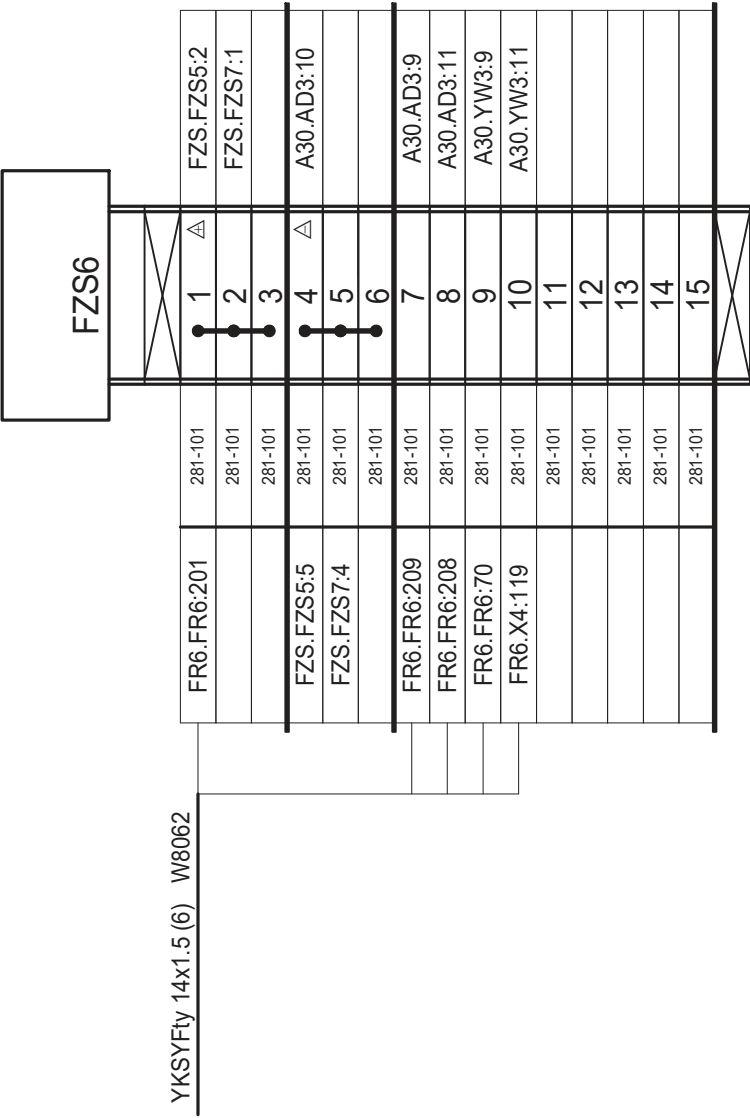 FZS6
FR6.FR6:201 281-101 1 FZS.FZS5:2
281-101 2 FZS.FZS7:1
281-101 3
FZS.FZS5:5 281-101 4 A30.AD3:10
FZS.FZS7:4 281-101 5
281-101 6
FR6.FR6:209 281-101 7 A30.AD3:9
FR6.FR6:208 281-101 8 A30.AD3:11
FR6.FR6:70 281-101 9 A30.YW3:9
FR6.X4:119 281-101 10 A30.YW3:11
281-101 11
281-101 12
281-101 13
281-101 14
281-101 15
YKSYFty 14x1.5 (6) W8062